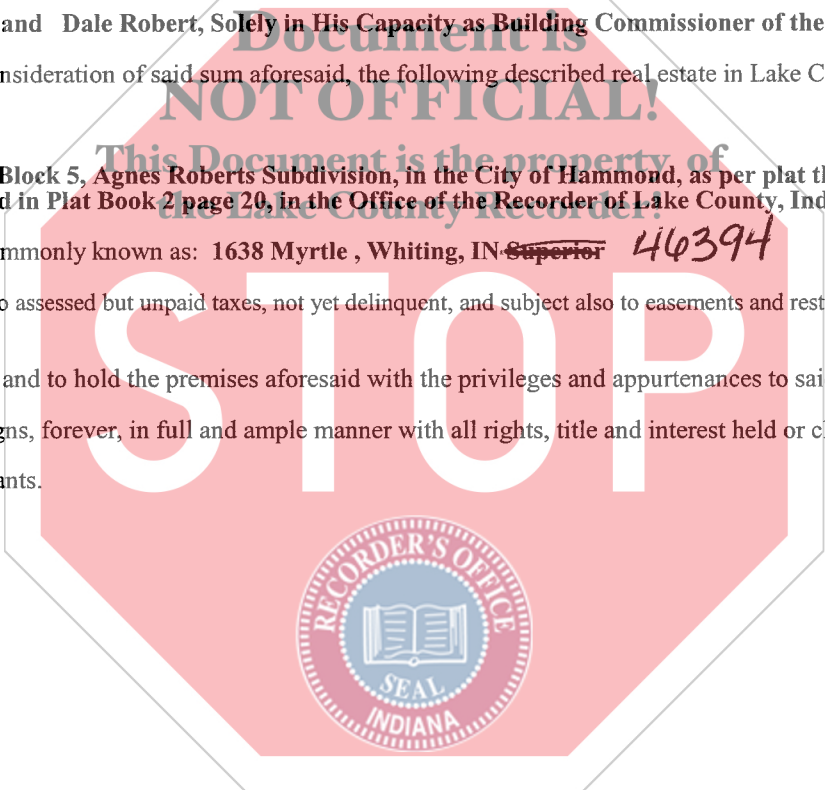 and Dale Robert, Solely in His Capacity as Building Commissioner of the
Document is
nsideration of said sum aforesaid, the following described real estate in Lake C
NOT OFFICIAL!
This Document is the property of
Block 5, Agnes Roberts Subdivision, in the City of Hammond, as per plat th
d in Plat Book 2 page 20, in the Office of the Recorder of Lake County, Ind
the Lake County Recorder!
mmonly known as: 1638 Myrtle , Whiting, IN Superior 46394
o assessed but unpaid taxes, not yet delinquent, and subject also to easements and rest
STOP
and to hold the premises aforesaid with the privileges and appurtenances to sai
gns, forever, in full and ample manner with all rights, title and interest held or cl
ants.
RECORDER'S OFFICE
SEAL
INDIANA